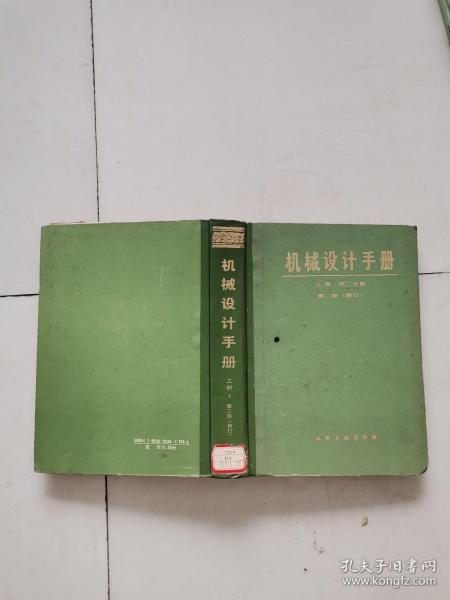 机械设计手册
上册 第二分册
第二版(修订)
化学工业出版社
机械设计手册
上册 2 第二版(修订)
孔夫子旧书网
www.kongfz.com